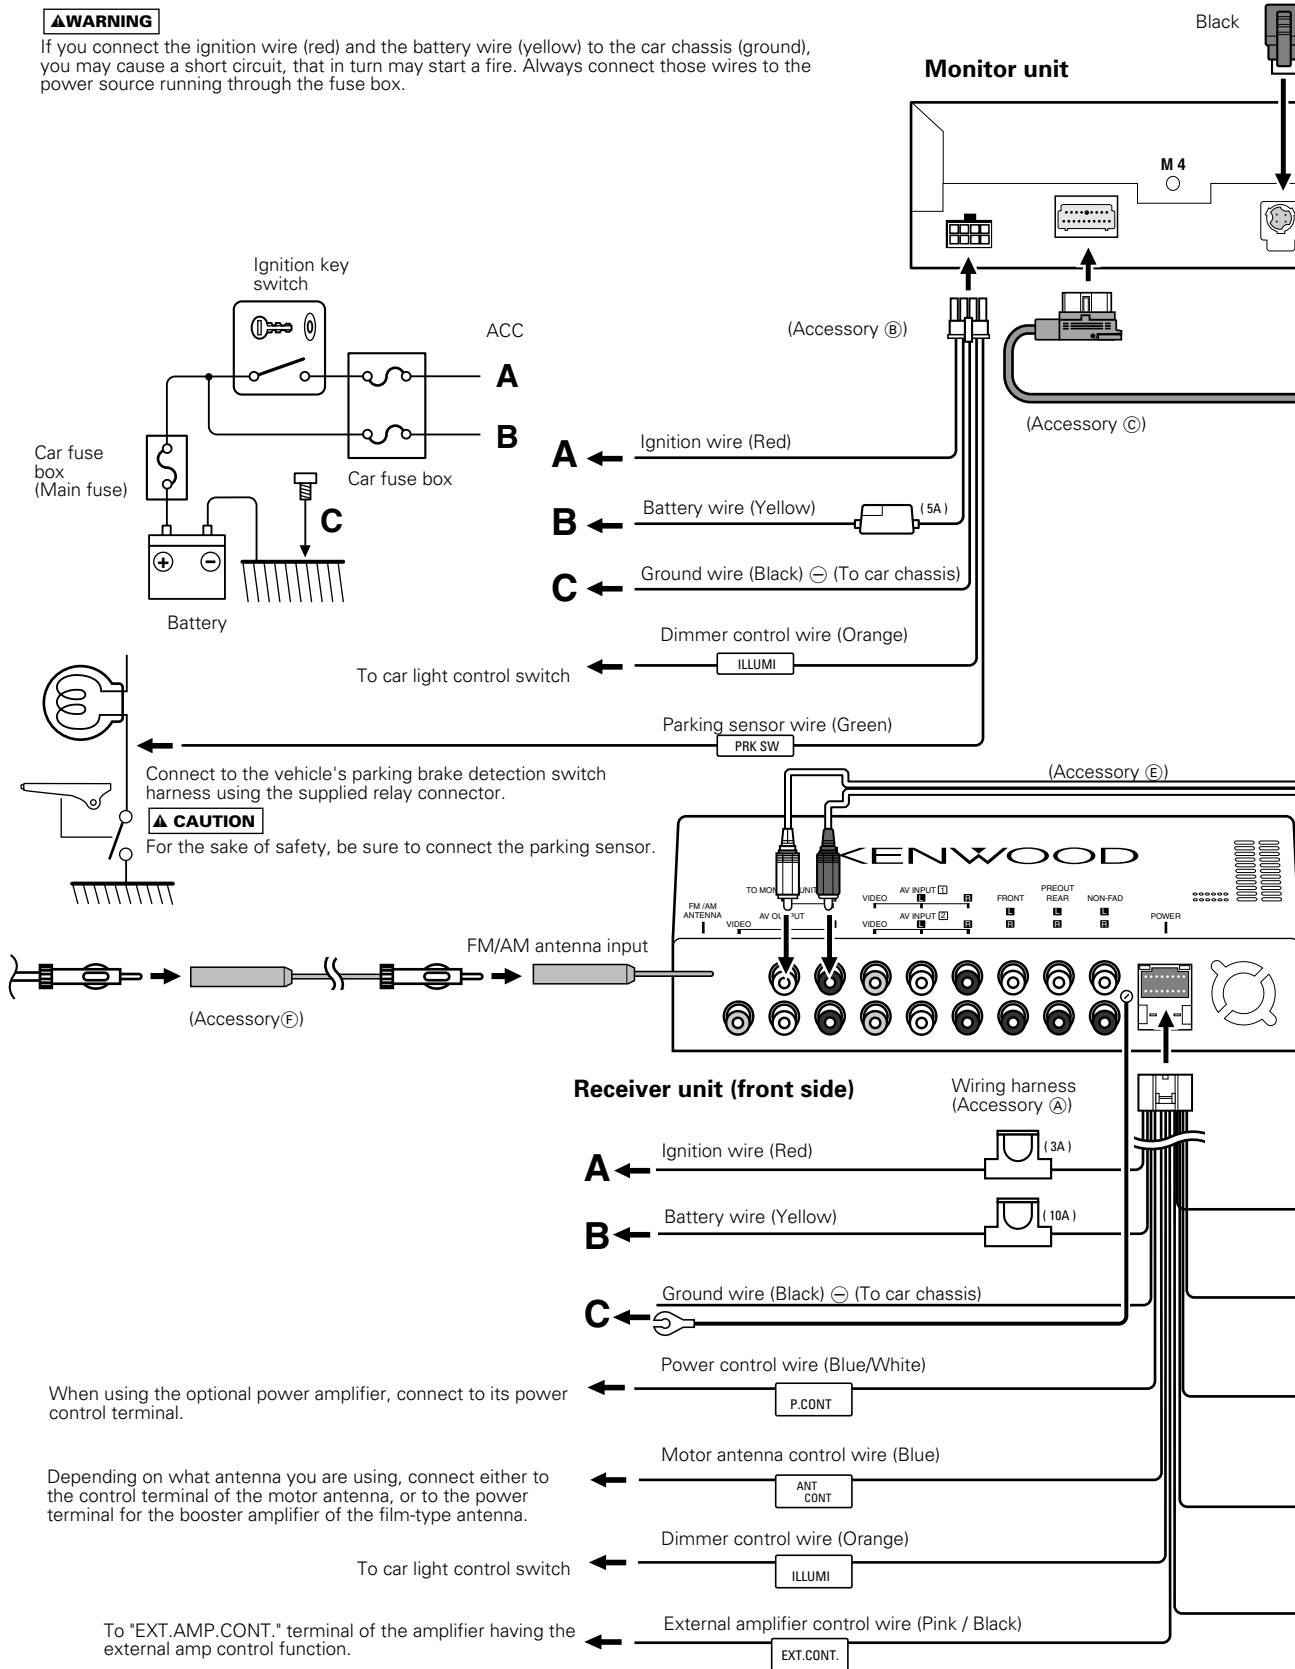 ⚠WARNING
If you connect the ignition wire (red) and the battery wire (yellow) to the car chassis (ground),
you may cause a short circuit, that in turn may start a fire. Always connect those wires to the
power source running through the fuse box.
Black
Monitor unit
M 4
Ignition key
switch
ACC
A
B
Car fuse
box
(Main fuse)
Car fuse box
C
+ −
Battery
(Accessory Ⓑ)
(Accessory Ⓒ)
A
Ignition wire (Red)
B
Battery wire (Yellow)
( 5A )
C
Ground wire (Black) ⊖ (To car chassis)
Dimmer control wire (Orange)
ILLUMI
To car light control switch
Parking sensor wire (Green)
PRK SW
Connect to the vehicle's parking brake detection switch
harness using the supplied relay connector.
⚠ CAUTION
For the sake of safety, be sure to connect the parking sensor.
(Accessory Ⓔ)
KENWOOD
FM /AM
ANTENNA
VIDEO
VIDEO AV INPUT 1 L R
VIDEO AV INPUT 2 L R
FRONT
L
R
PREOUT
REAR
L
R
NON-FAD
L
R
POWER
FM/AM antenna input
(AccessoryⒻ)
Receiver unit (front side)
Wiring harness
(Accessory Ⓐ)
A
Ignition wire (Red)
( 3A )
B
Battery wire (Yellow)
( 10A )
C
Ground wire (Black) ⊖ (To car chassis)
Power control wire (Blue/White)
P.CONT
When using the optional power amplifier, connect to its power
control terminal.
Motor antenna control wire (Blue)
ANT
CONT
Depending on what antenna you are using, connect either to
the control terminal of the motor antenna, or to the power
terminal for the booster amplifier of the film-type antenna.
Dimmer control wire (Orange)
ILLUMI
To car light control switch
External amplifier control wire (Pink / Black)
EXT.CONT.
To "EXT.AMP.CONT." terminal of the amplifier having the
external amp control function.